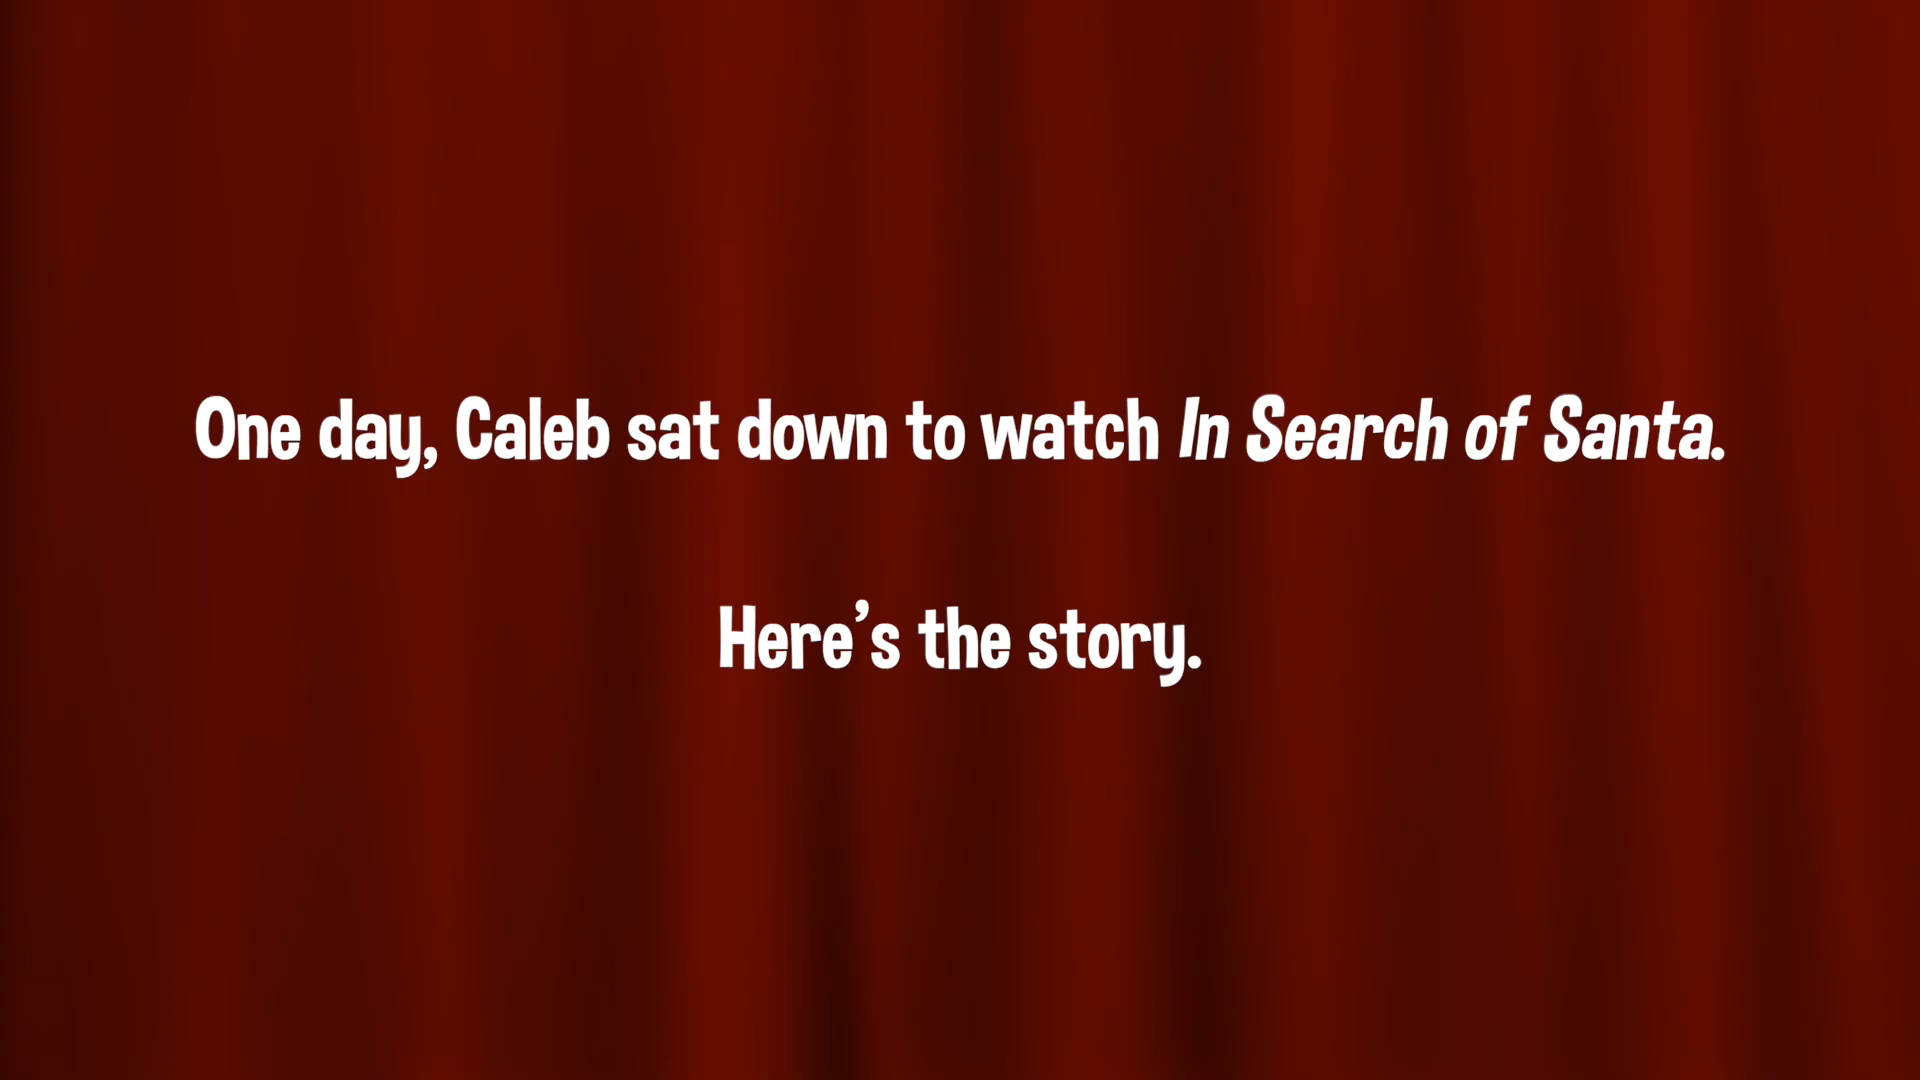 One day, Caleb sat down to watch In Search of Santa.
Here’s the story.